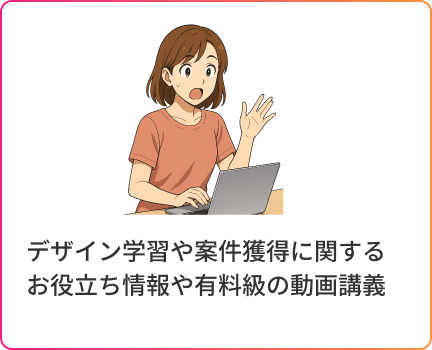 デザイン学習や案件獲得に関する
お役立ち情報や有料級の動画講義